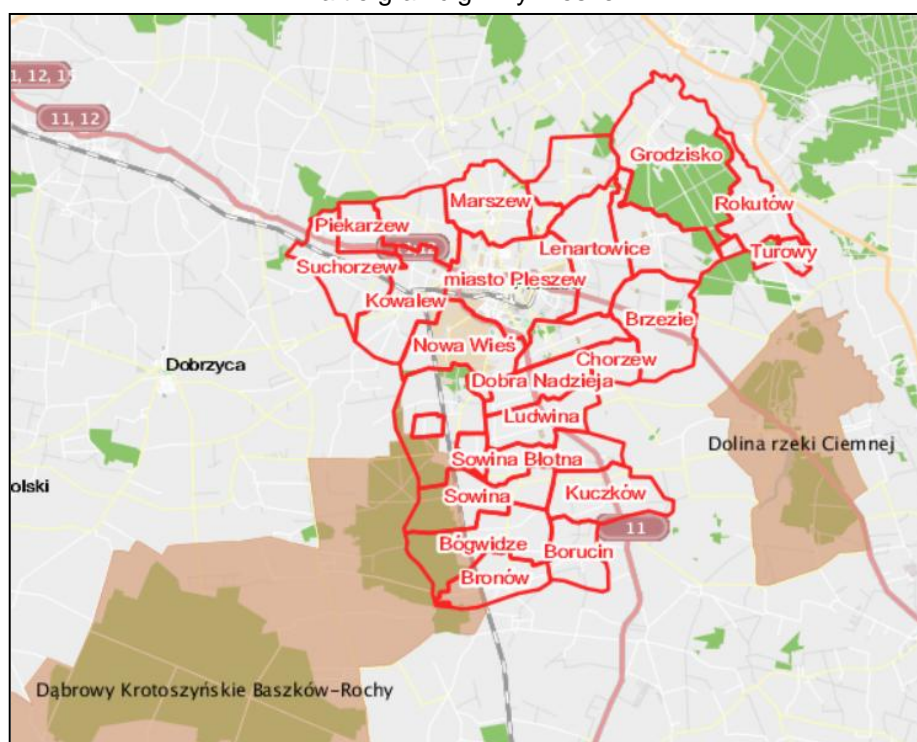 11, 12
Grodzisko
Marszew
Rokutów
Piekarzew
Lenartowice
Turowy
Suchorzew
miasto Pleszew
Kowalew
Brzezie
Nowa Wieś
Chorzew
Dobrzyca
Dobra Nadzieja
Ludwina
Dolina rzeki Ciemnej
Sowina Błotna
olski
Sowina
Kuczków
11
Bógwidze
Borucin
Bronów
Dąbrowy Krotoszyńskie Baszków-Rochy